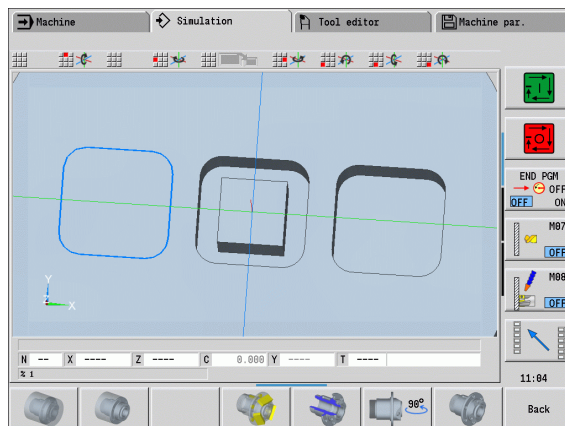 Machine
Simulation
Tool editor
Machine par.
END PGM
OFF
OFF ON
M07
OFF
M08
OFF
Y
Z X
N -- X ---- Z ---- C 0.000 Y ---- T ----
% 1
11:04
90°
Back